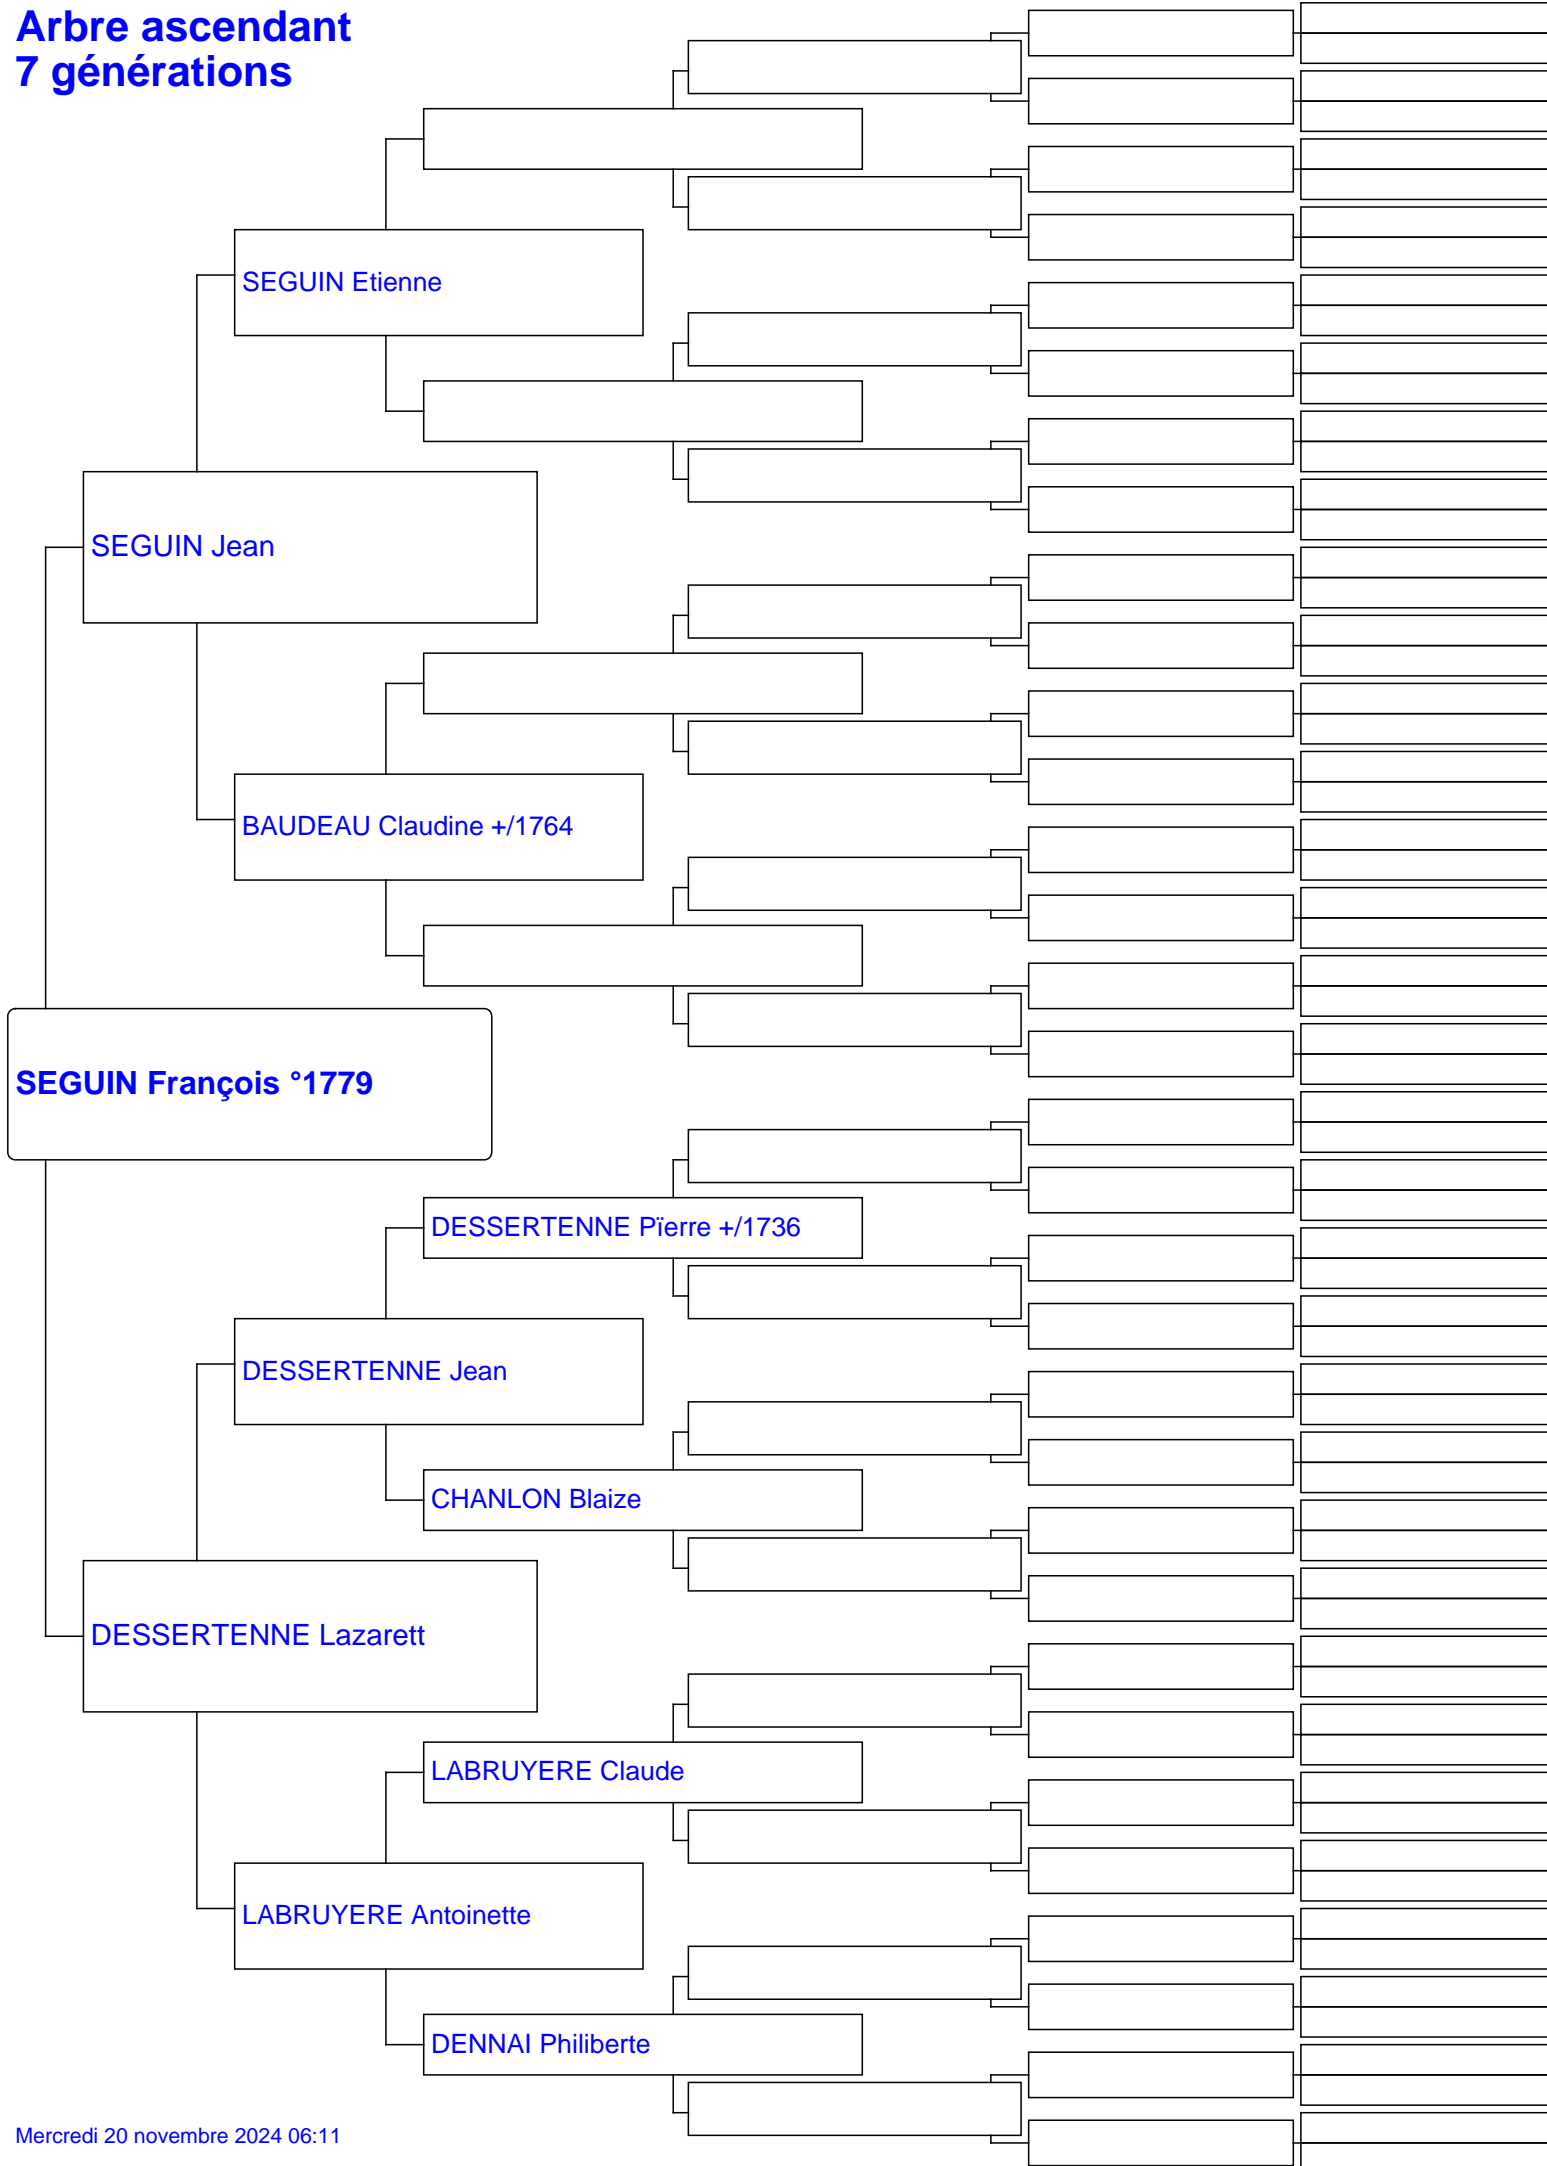 Arbre ascendant
7 générations
SEGUIN Etienne
SEGUIN Jean
BAUDEAU Claudine +/1764
SEGUIN François °1779
DESSERTENNE Pïerre +/1736
DESSERTENNE Jean
CHANLON Blaize
DESSERTENNE Lazarett
LABRUYERE Claude
LABRUYERE Antoinette
DENNAI Philiberte
Mercredi 20 novembre 2024 06:11